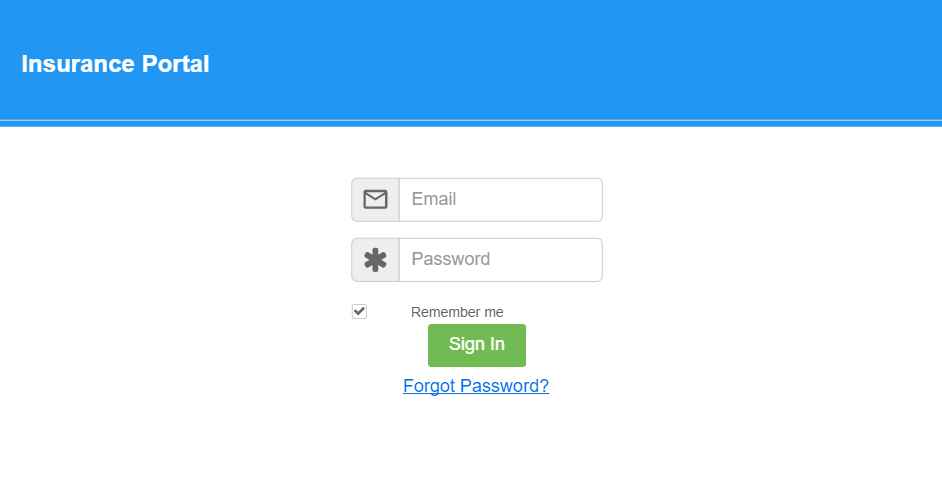 Insurance Portal
Email
Password
Remember me
Sign In
Forgot Password?